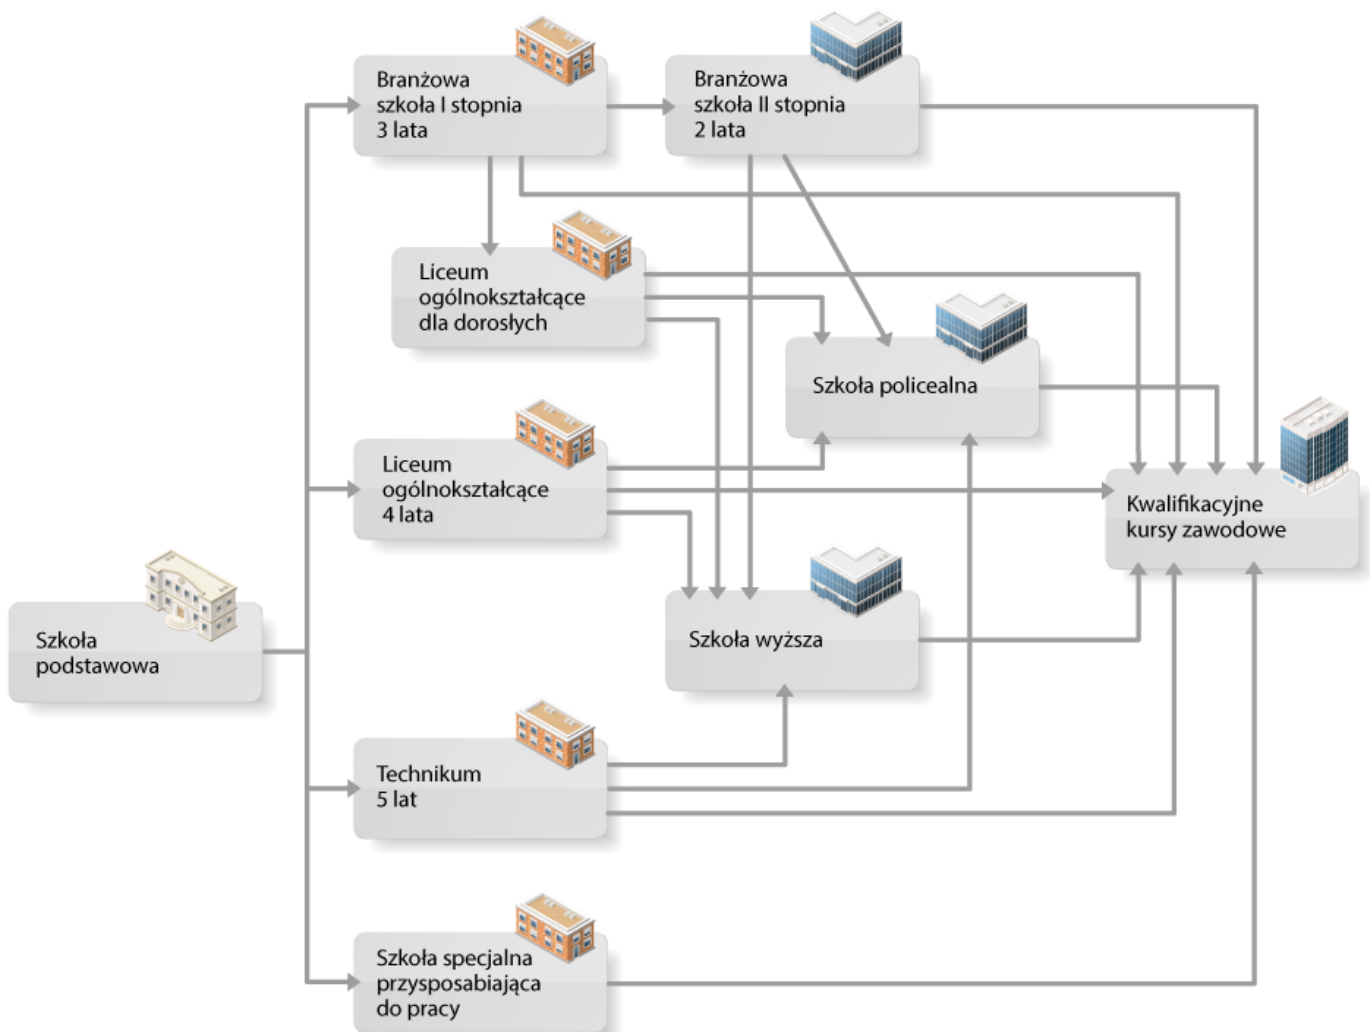 Branżowa
szkoła I stopnia
3 lata
Branżowa
szkoła II stopnia
2 lata
Liceum
ogólnokształcące
dla dorosłych
Szkoła policealna
Liceum
ogólnokształcące
4 lata
Kwalifikacyjne
kursy zawodowe
Szkoła
podstawowa
Szkoła wyższa
Technikum
5 lat
Szkoła specjalna
przysposabiająca
do pracy